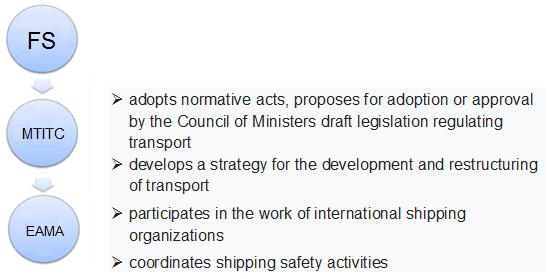 FS
MTITC
EAMA
➢ adopts normative acts, proposes for adoption or approval
by the Council of Ministers draft legislation regulating
transport
➢ develops a strategy for the development and restructuring
of transport
➢ participates in the work of international shipping
organizations
➢ coordinates shipping safety activities